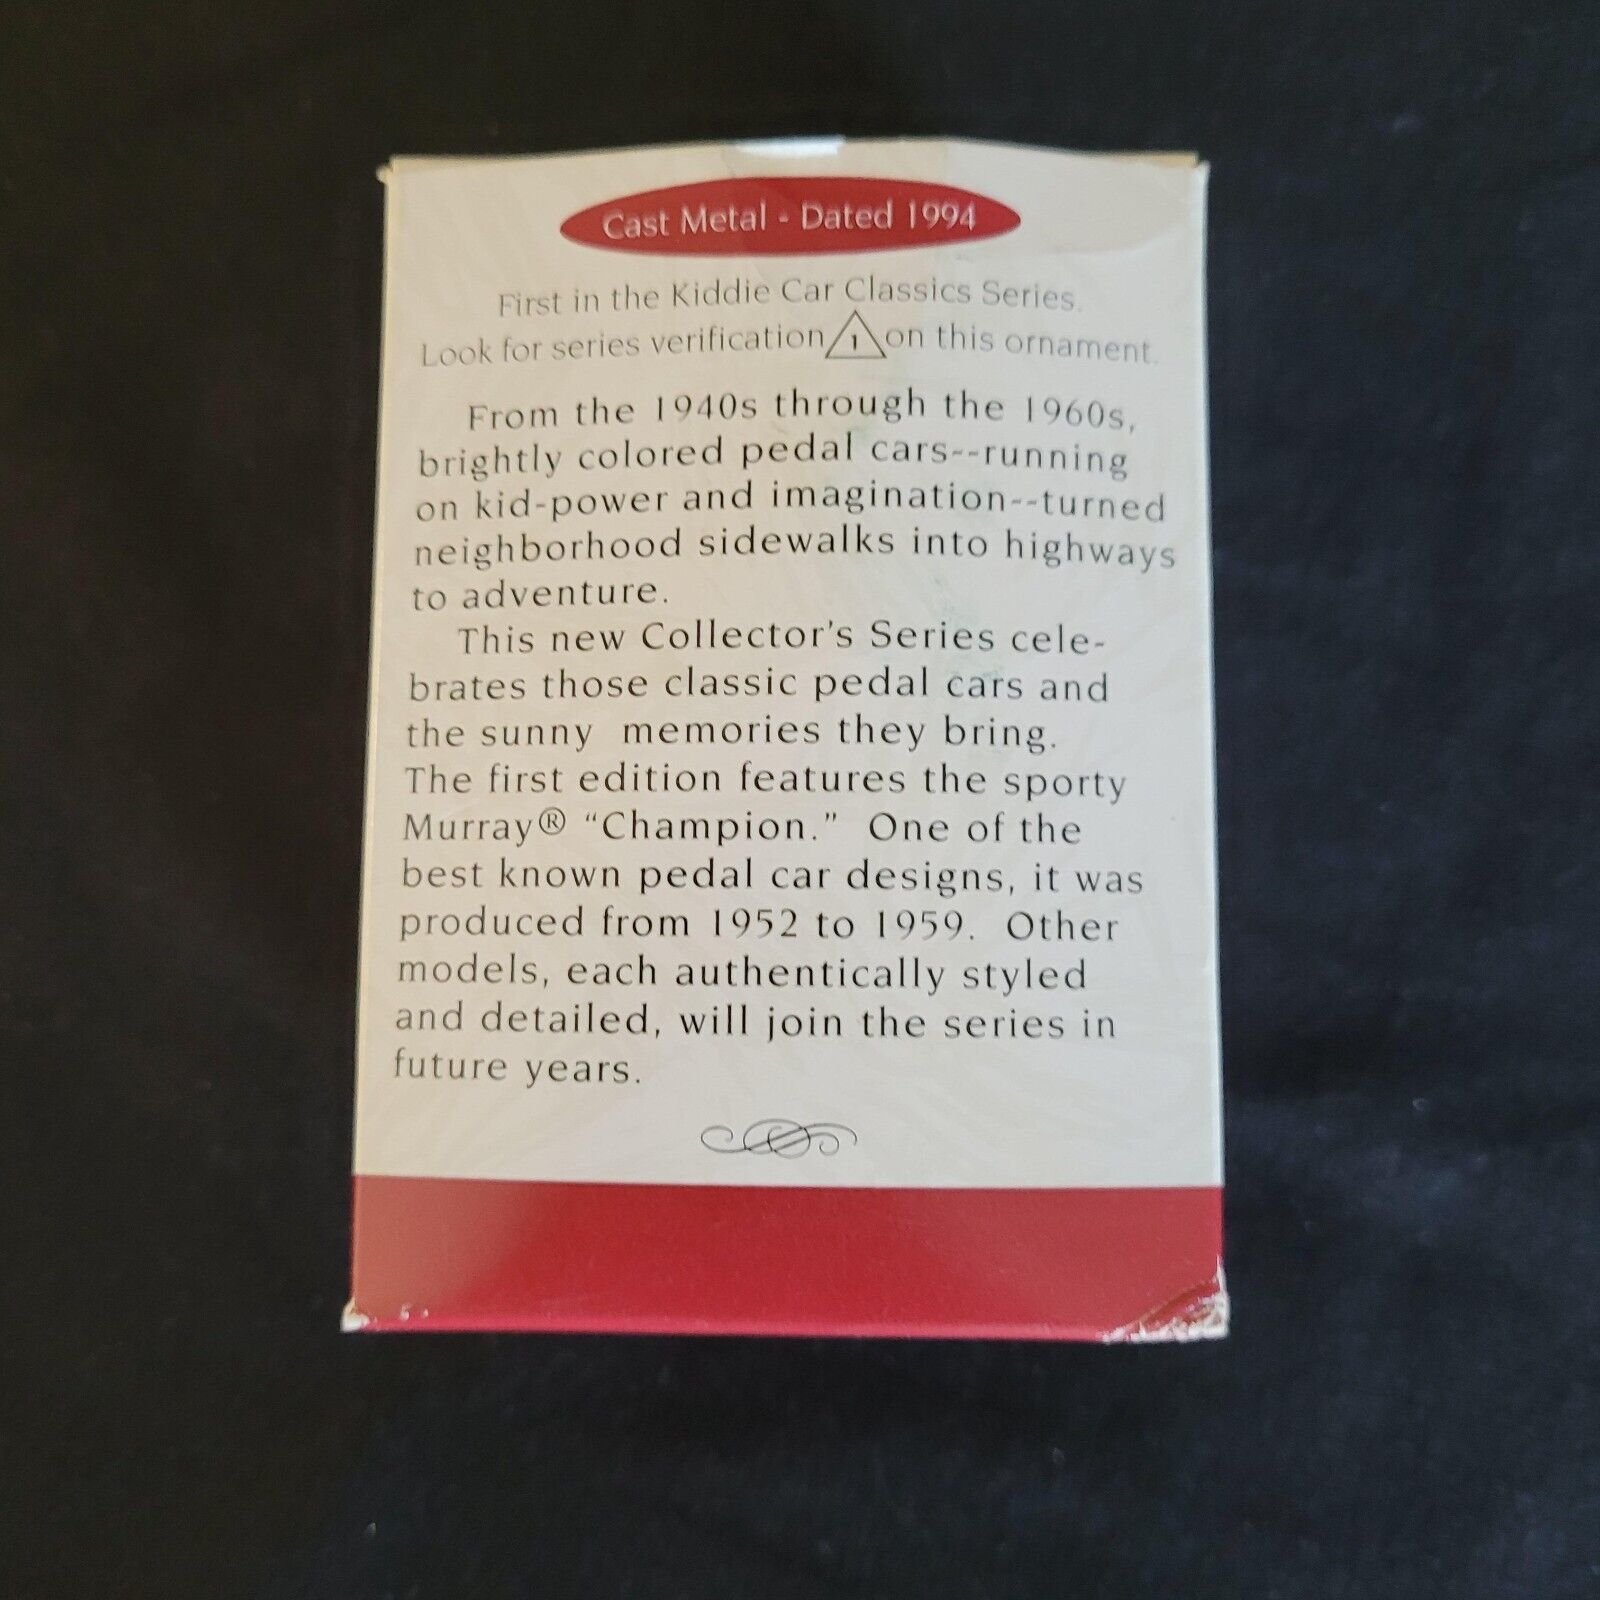 Cast Metal - Dated 1994
First in the Kiddie Car Classics Series.
Look for series verification 1 on this ornament.
From the 1940s through the 1960s,
brightly colored pedal cars--running
on kid-power and imagination--turned
neighborhood sidewalks into highways
to adventure.
This new Collector's Series cele-
brates those classic pedal cars and
the sunny  memories they bring.
The first edition features the sporty
Murray® “Champion.”  One of the
best known pedal car designs, it was
produced from 1952 to 1959.  Other
models, each authentically styled
and detailed, will join the series in
future years.